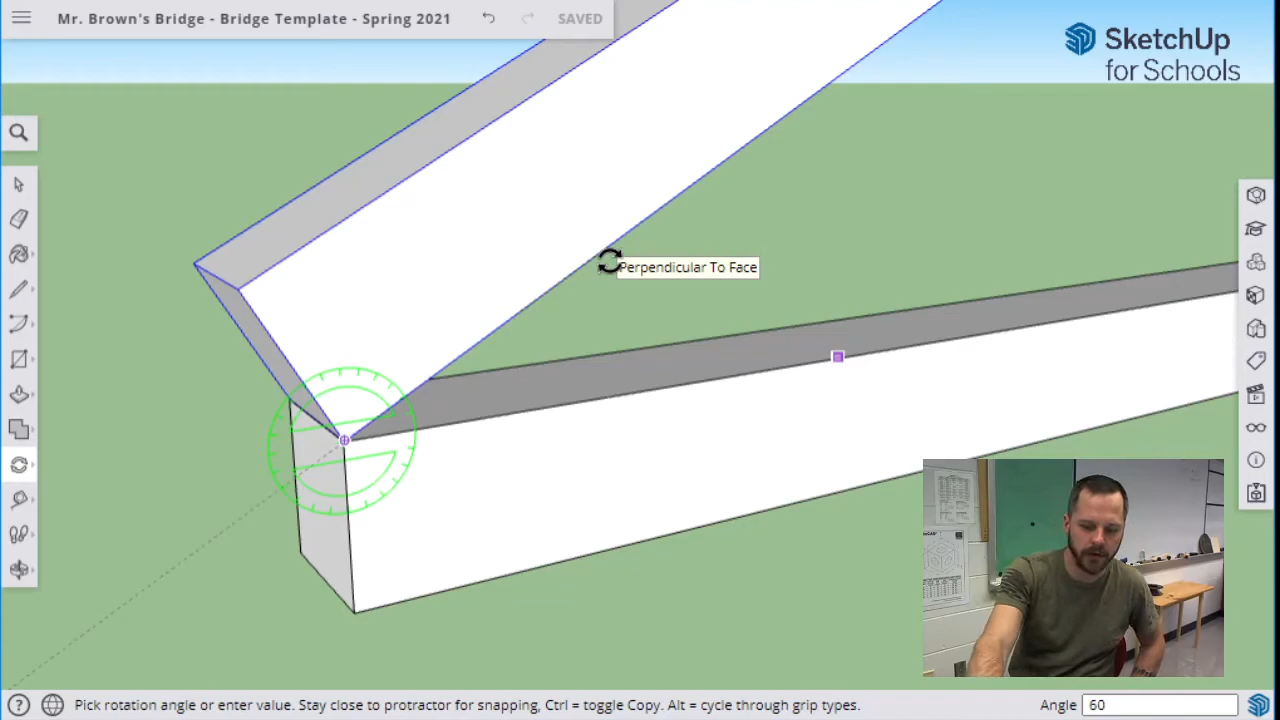 Mr. Brown's Bridge - Bridge Template - Spring 2021
SAVED
SketchUp
for Schools
Perpendicular To Face
Pick rotation angle or enter value. Stay close to protractor for snapping, Ctrl = toggle Copy. Alt = cycle through grip types.
Angle
60